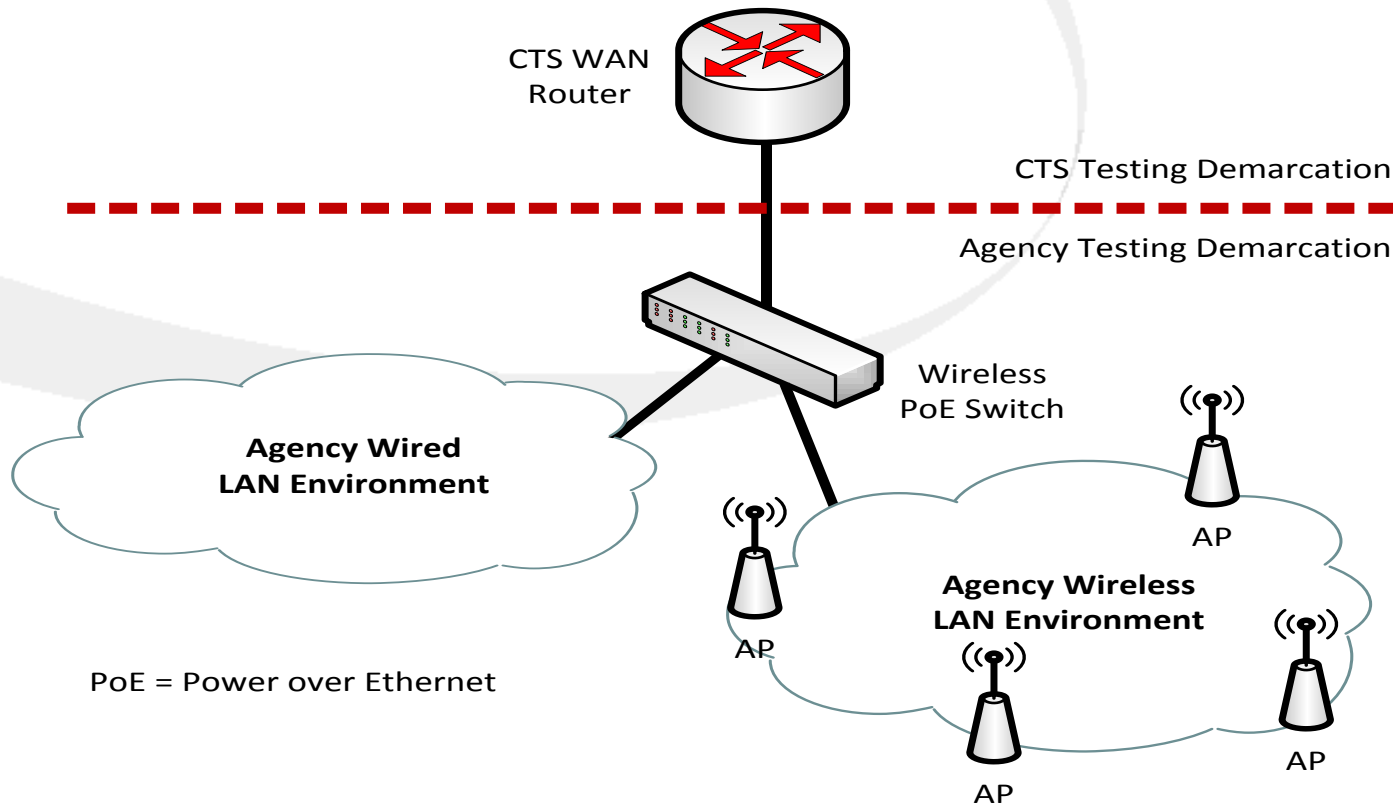 CTS WAN
Router
CTS Testing Demarcation
Agency Testing Demarcation
Wireless
PoE Switch
Agency Wired
LAN Environment
AP
Agency Wireless
LAN Environment
AP
PoE = Power over Ethernet
AP
AP